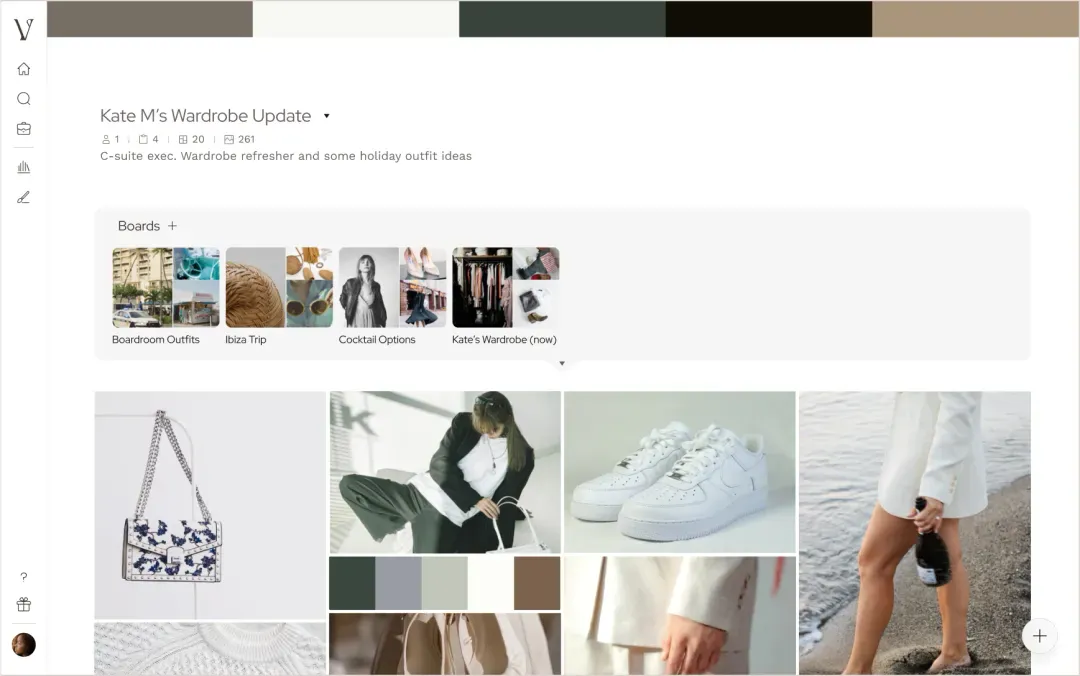 V
Kate M’s Wardrobe Update
1 4 20 261
C-suite exec. Wardrobe refresher and some holiday outfit ideas
Boards +
Boardroom Outfits
Ibiza Trip
Cocktail Options
Kate's Wardrobe (now)
?
+